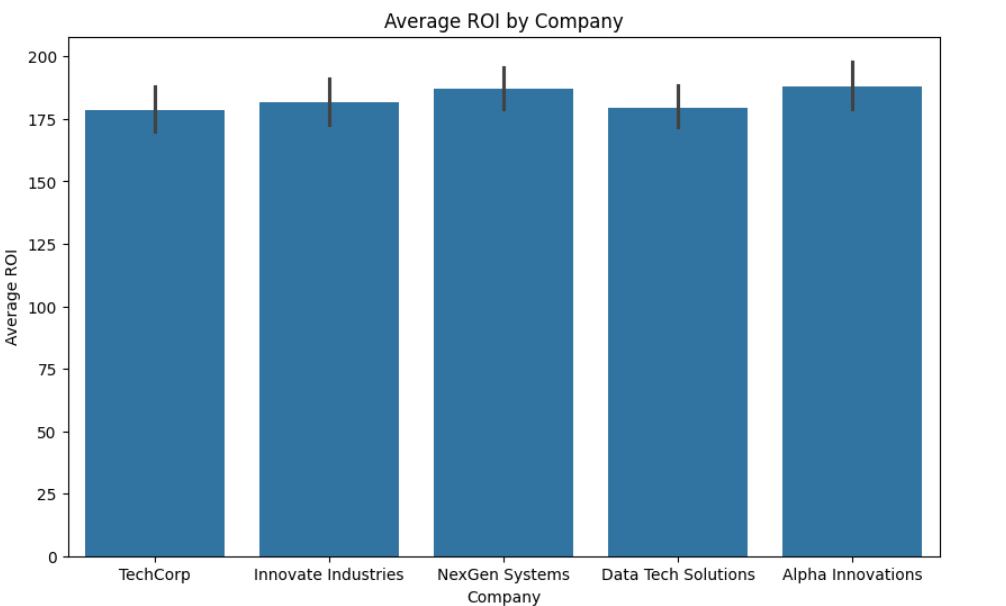 Average ROI by Company
Average ROI
200
175
150
125
100
75
50
25
0
TechCorp Innovate Industries NexGen Systems Data Tech Solutions Alpha Innovations
Company